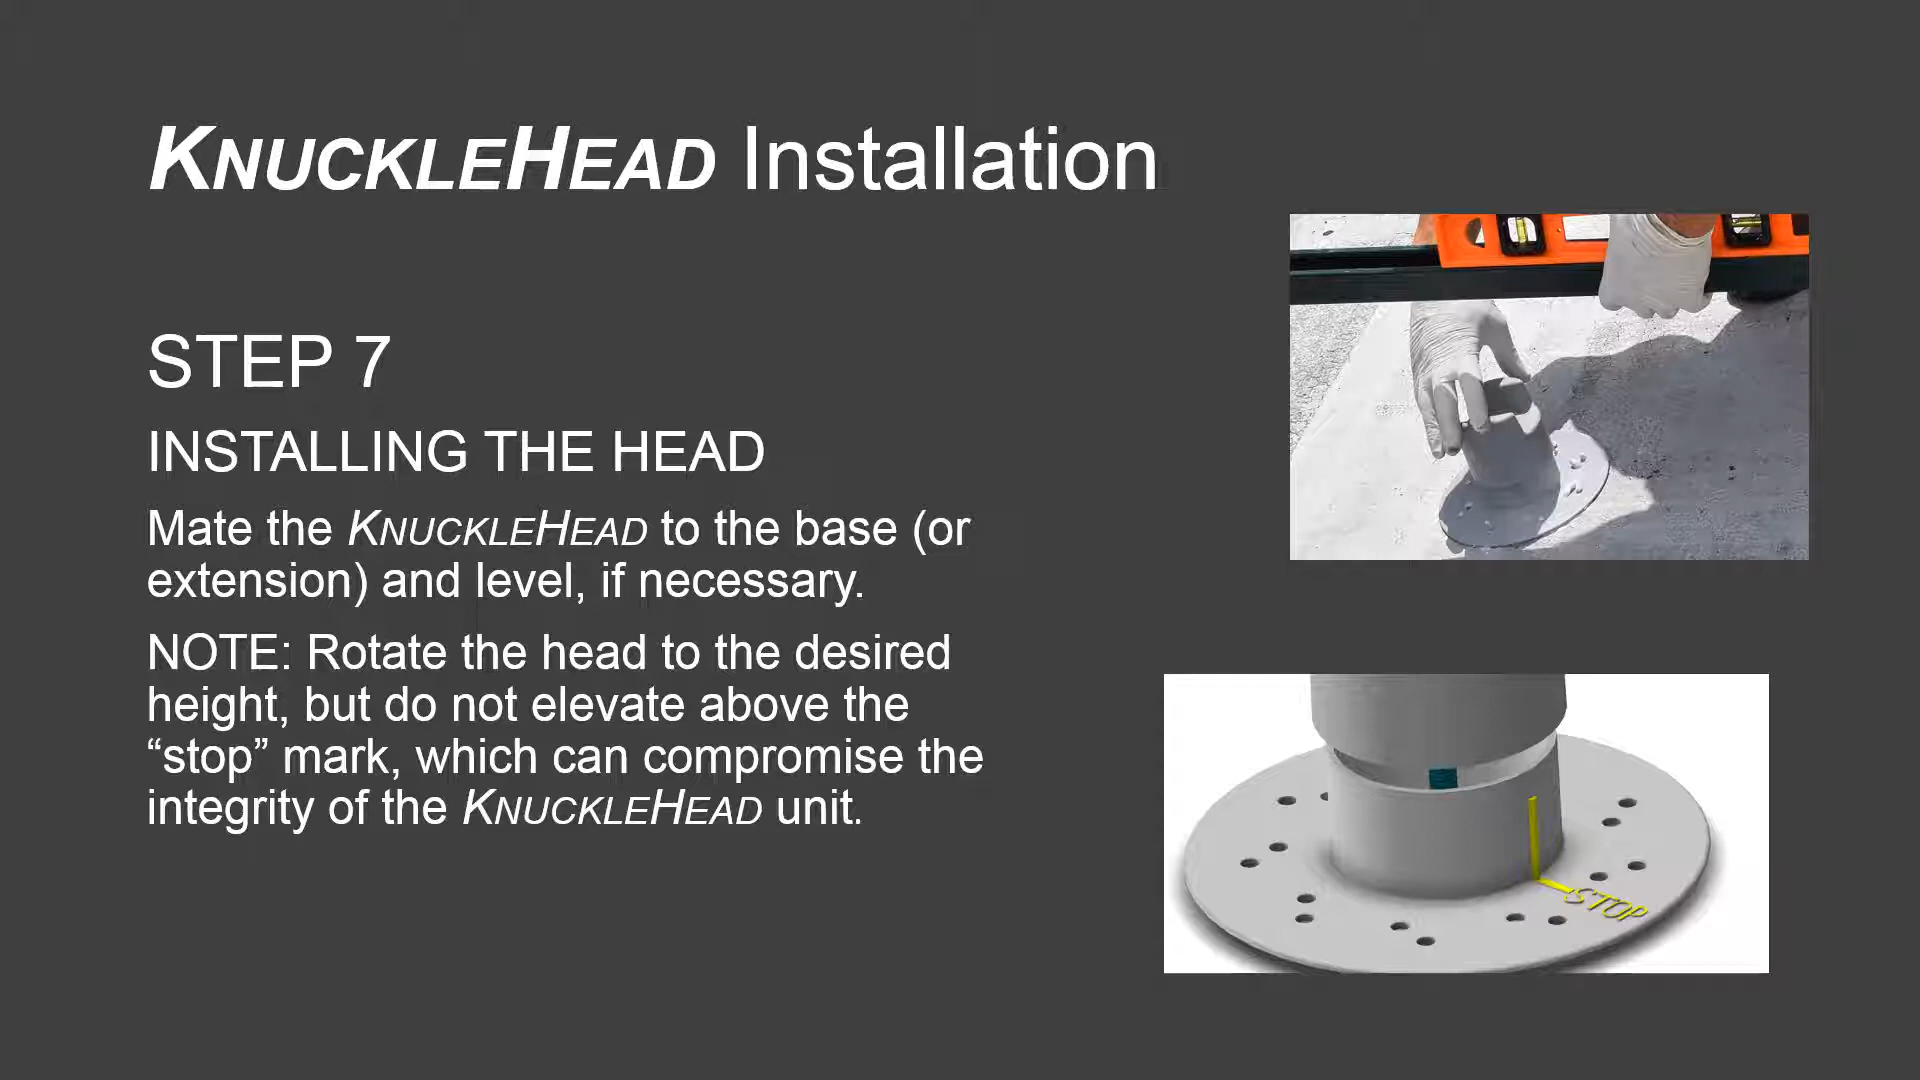 KNUCKLEHEAD Installation
STEP 7
INSTALLING THE HEAD
Mate the KNUCKLEHEAD to the base (or
extension) and level, if necessary.
NOTE: Rotate the head to the desired
height, but do not elevate above the
“stop” mark, which can compromise the
integrity of the KNUCKLEHEAD unit.
STOP